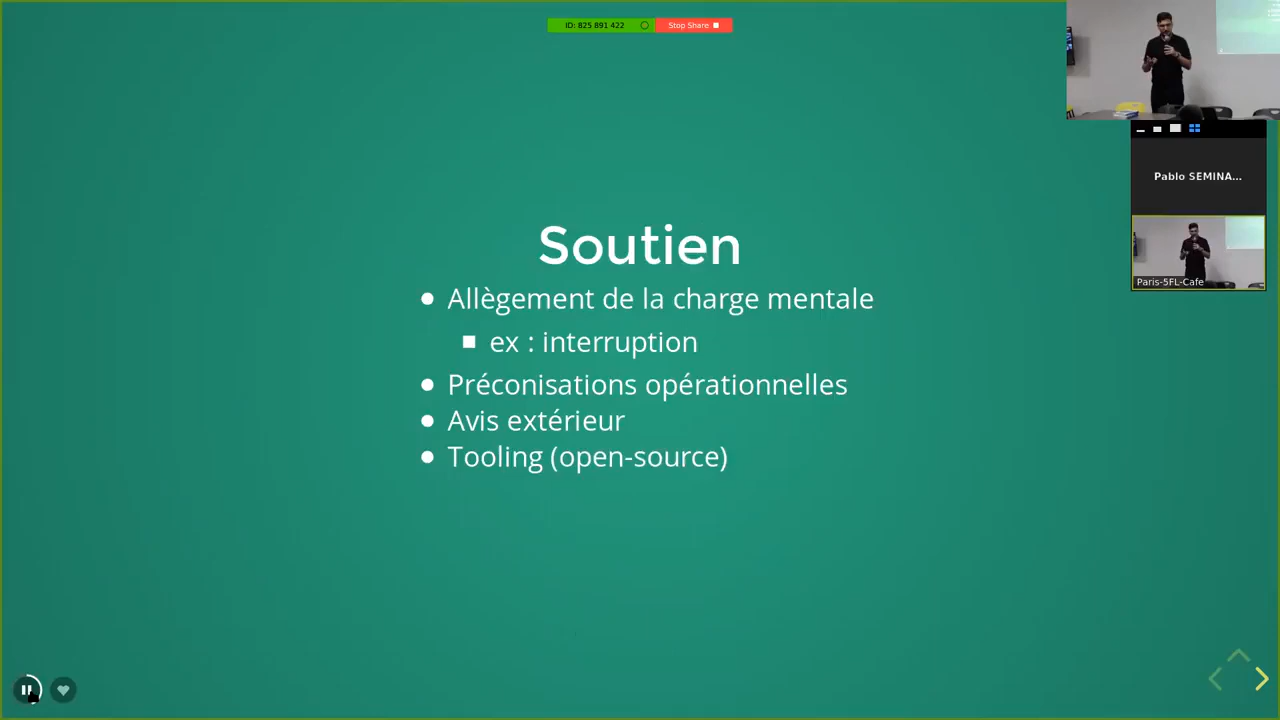 ID: 825 891 422
Stop Share
Pablo SEMINA...
Paris-5FL-Cafe
Soutien
Allègement de la charge mentale
ex : interruption
Préconisations opérationnelles
Avis extérieur
Tooling (open-source)